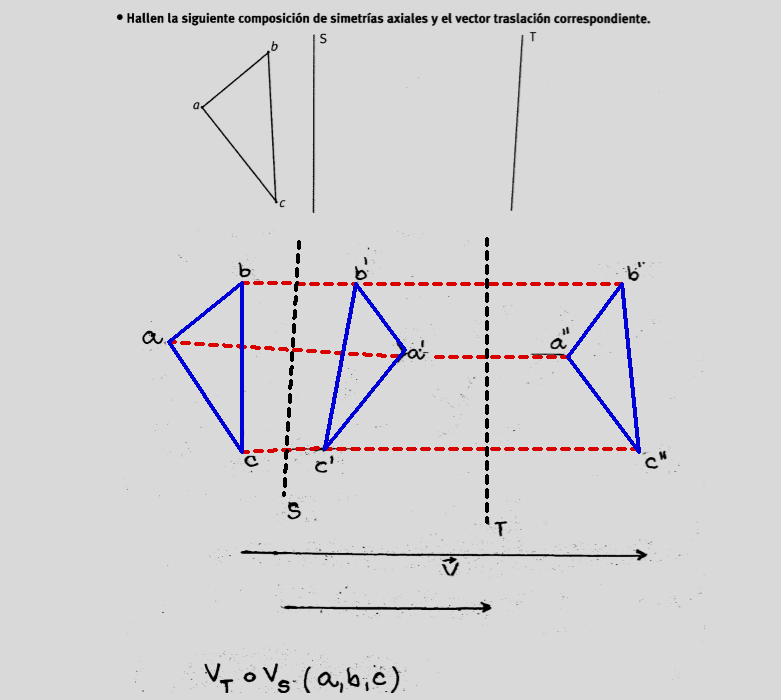 • Hallen la siguiente composición de simetrías axiales y el vector traslación correspondiente.
S
T
b
a
c
b
b'
b"
a
a'
a"
c
c'
c"
S
T
V
V_T o V_S (a,b,c)